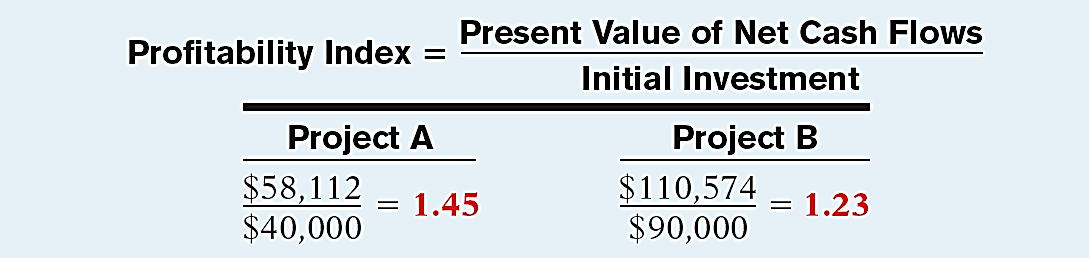 Profitability Index = Present Value of Net Cash Flows
Initial Investment
Project A Project B
$58,112 = 1.45 $110,574 = 1.23
$40,000 $90,000